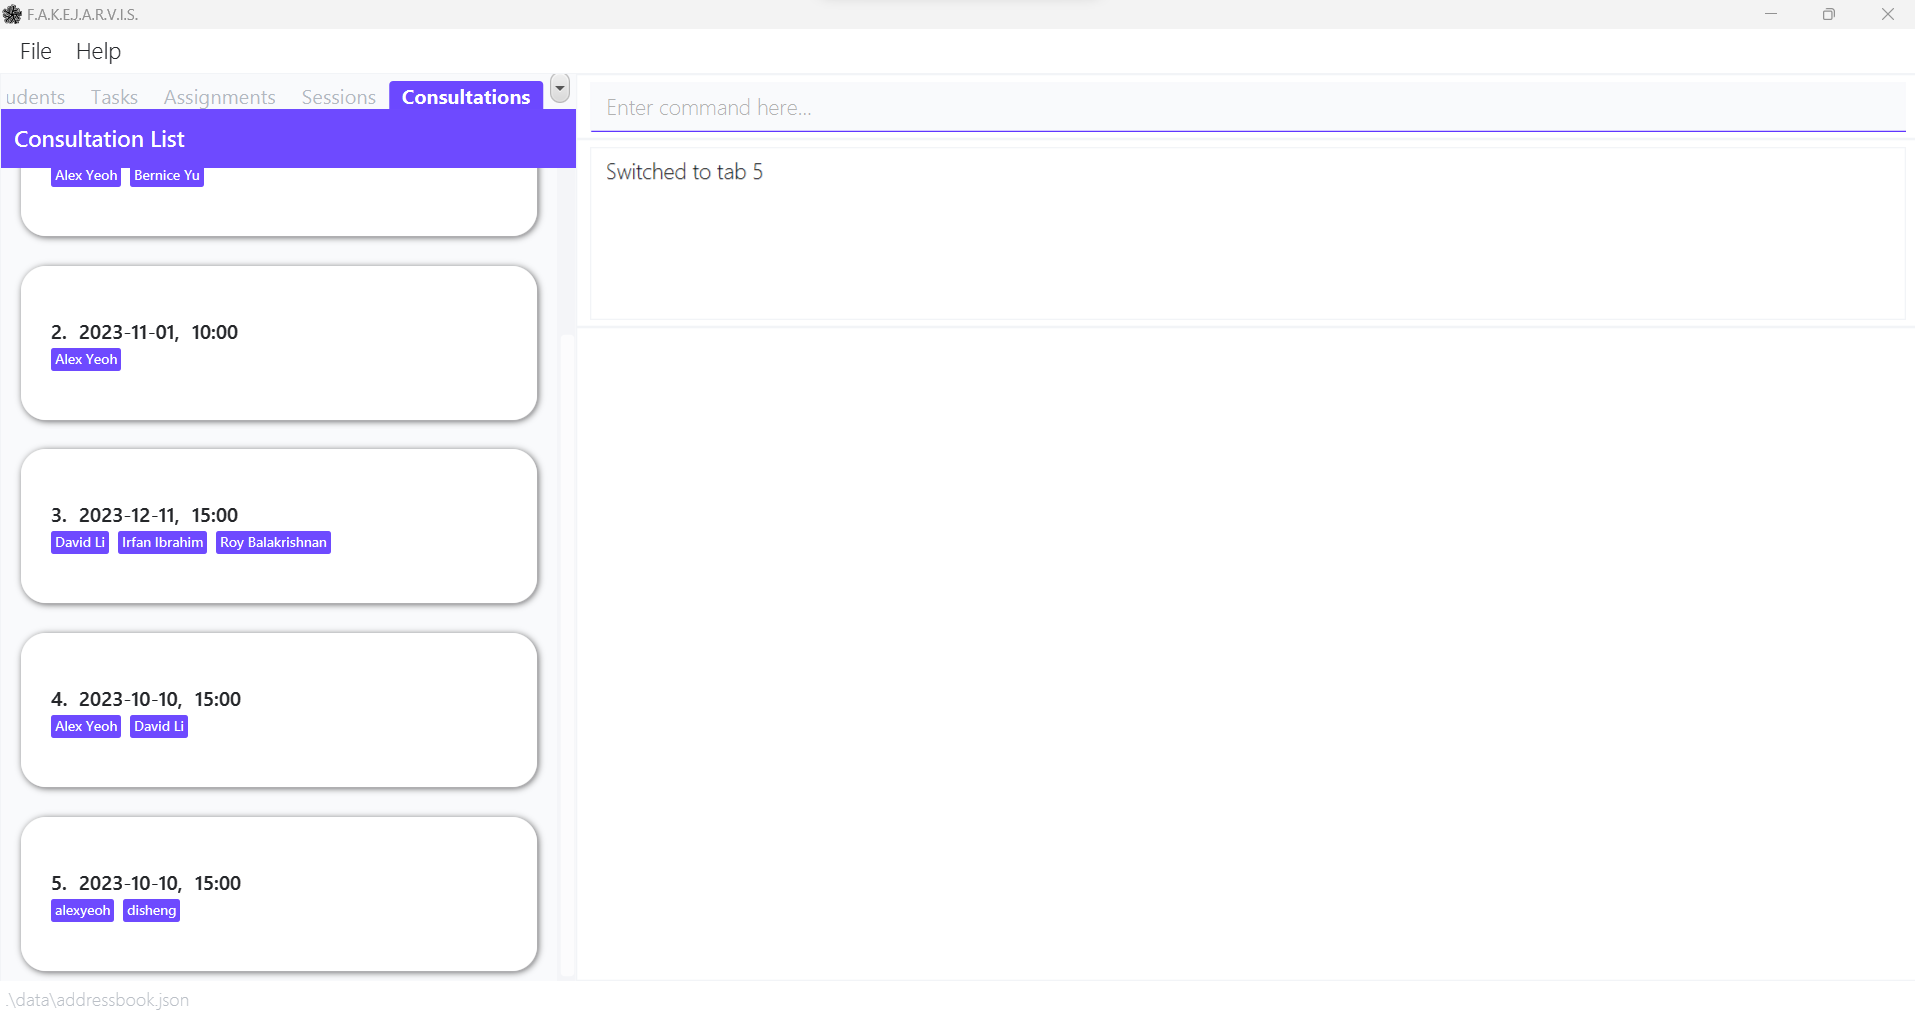 F.A.K.E.J.A.R.V.I.S.
File Help
udents Tasks Assignments Sessions Consultations
Consultation List
Alex Yeoh Bernice Yu
2. 2023-11-01, 10:00
Alex Yeoh
3. 2023-12-11, 15:00
David Li Irfan Ibrahim Roy Balakrishnan
4. 2023-10-10, 15:00
Alex Yeoh David Li
5. 2023-10-10, 15:00
alexyeoh disheng
Enter command here...
Switched to tab 5
.\data\addressbook.json